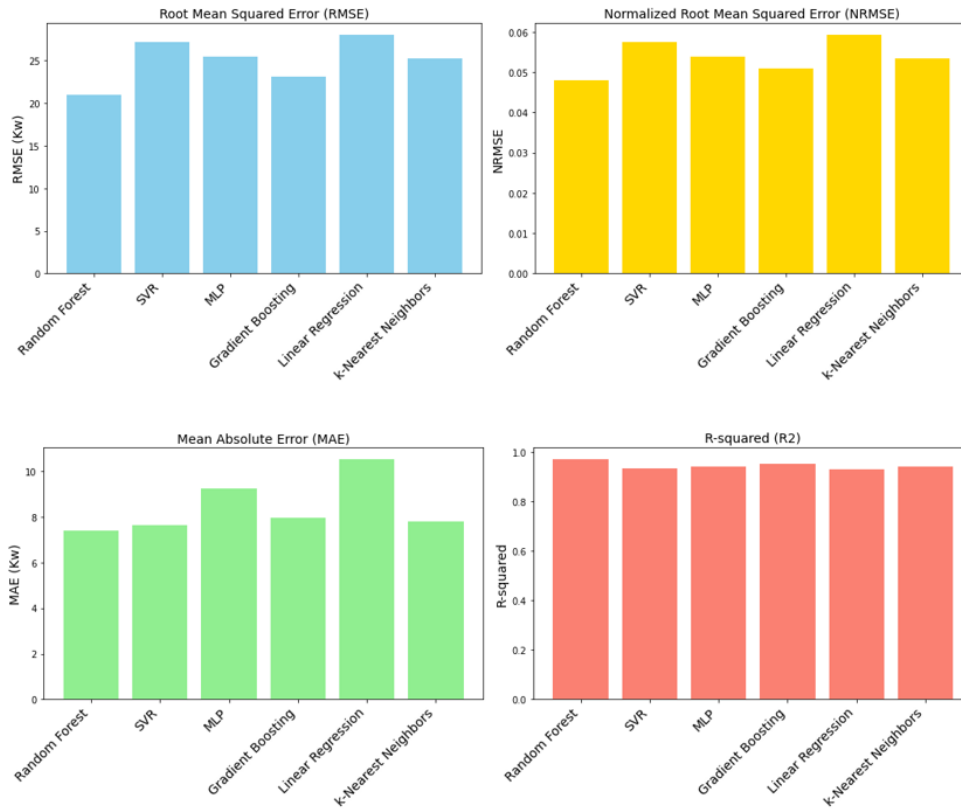 Root Mean Squared Error (RMSE)
RMSE (Kw)
25
20
15
10
5
0
Random Forest
SVR
MLP
Gradient Boosting
Linear Regression
k-Nearest Neighbors
Normalized Root Mean Squared Error (NRMSE)
NRMSE
0.06
0.05
0.04
0.03
0.02
0.01
0.00
Random Forest
SVR
MLP
Gradient Boosting
Linear Regression
k-Nearest Neighbors
Mean Absolute Error (MAE)
MAE (Kw)
10
8
6
4
2
0
Random Forest
SVR
MLP
Gradient Boosting
Linear Regression
k-Nearest Neighbors
R-squared (R2)
R-squared
1.0
0.8
0.6
0.4
0.2
0.0
Random Forest
SVR
MLP
Gradient Boosting
Linear Regression
k-Nearest Neighbors